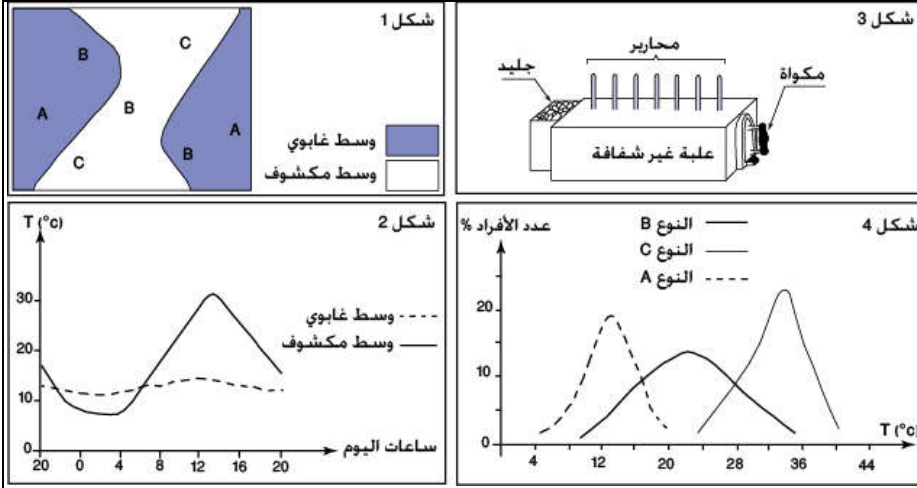 شكل 1
B
C
B
A
A
C
B
وسط غابوي
وسط مكشوف
شكل 3
محارير
جليد
مكواة
علبة غير شفافة
شكل 2
T (°c)
30
20
10
0
وسط غابوي
وسط مكشوف
20 0 4 8 12 16 20
ساعات اليوم
شكل 4
عدد الأفراد %
النوع B
النوع C
النوع A
20
10
0
T (°c)
4 12 20 28 36 44